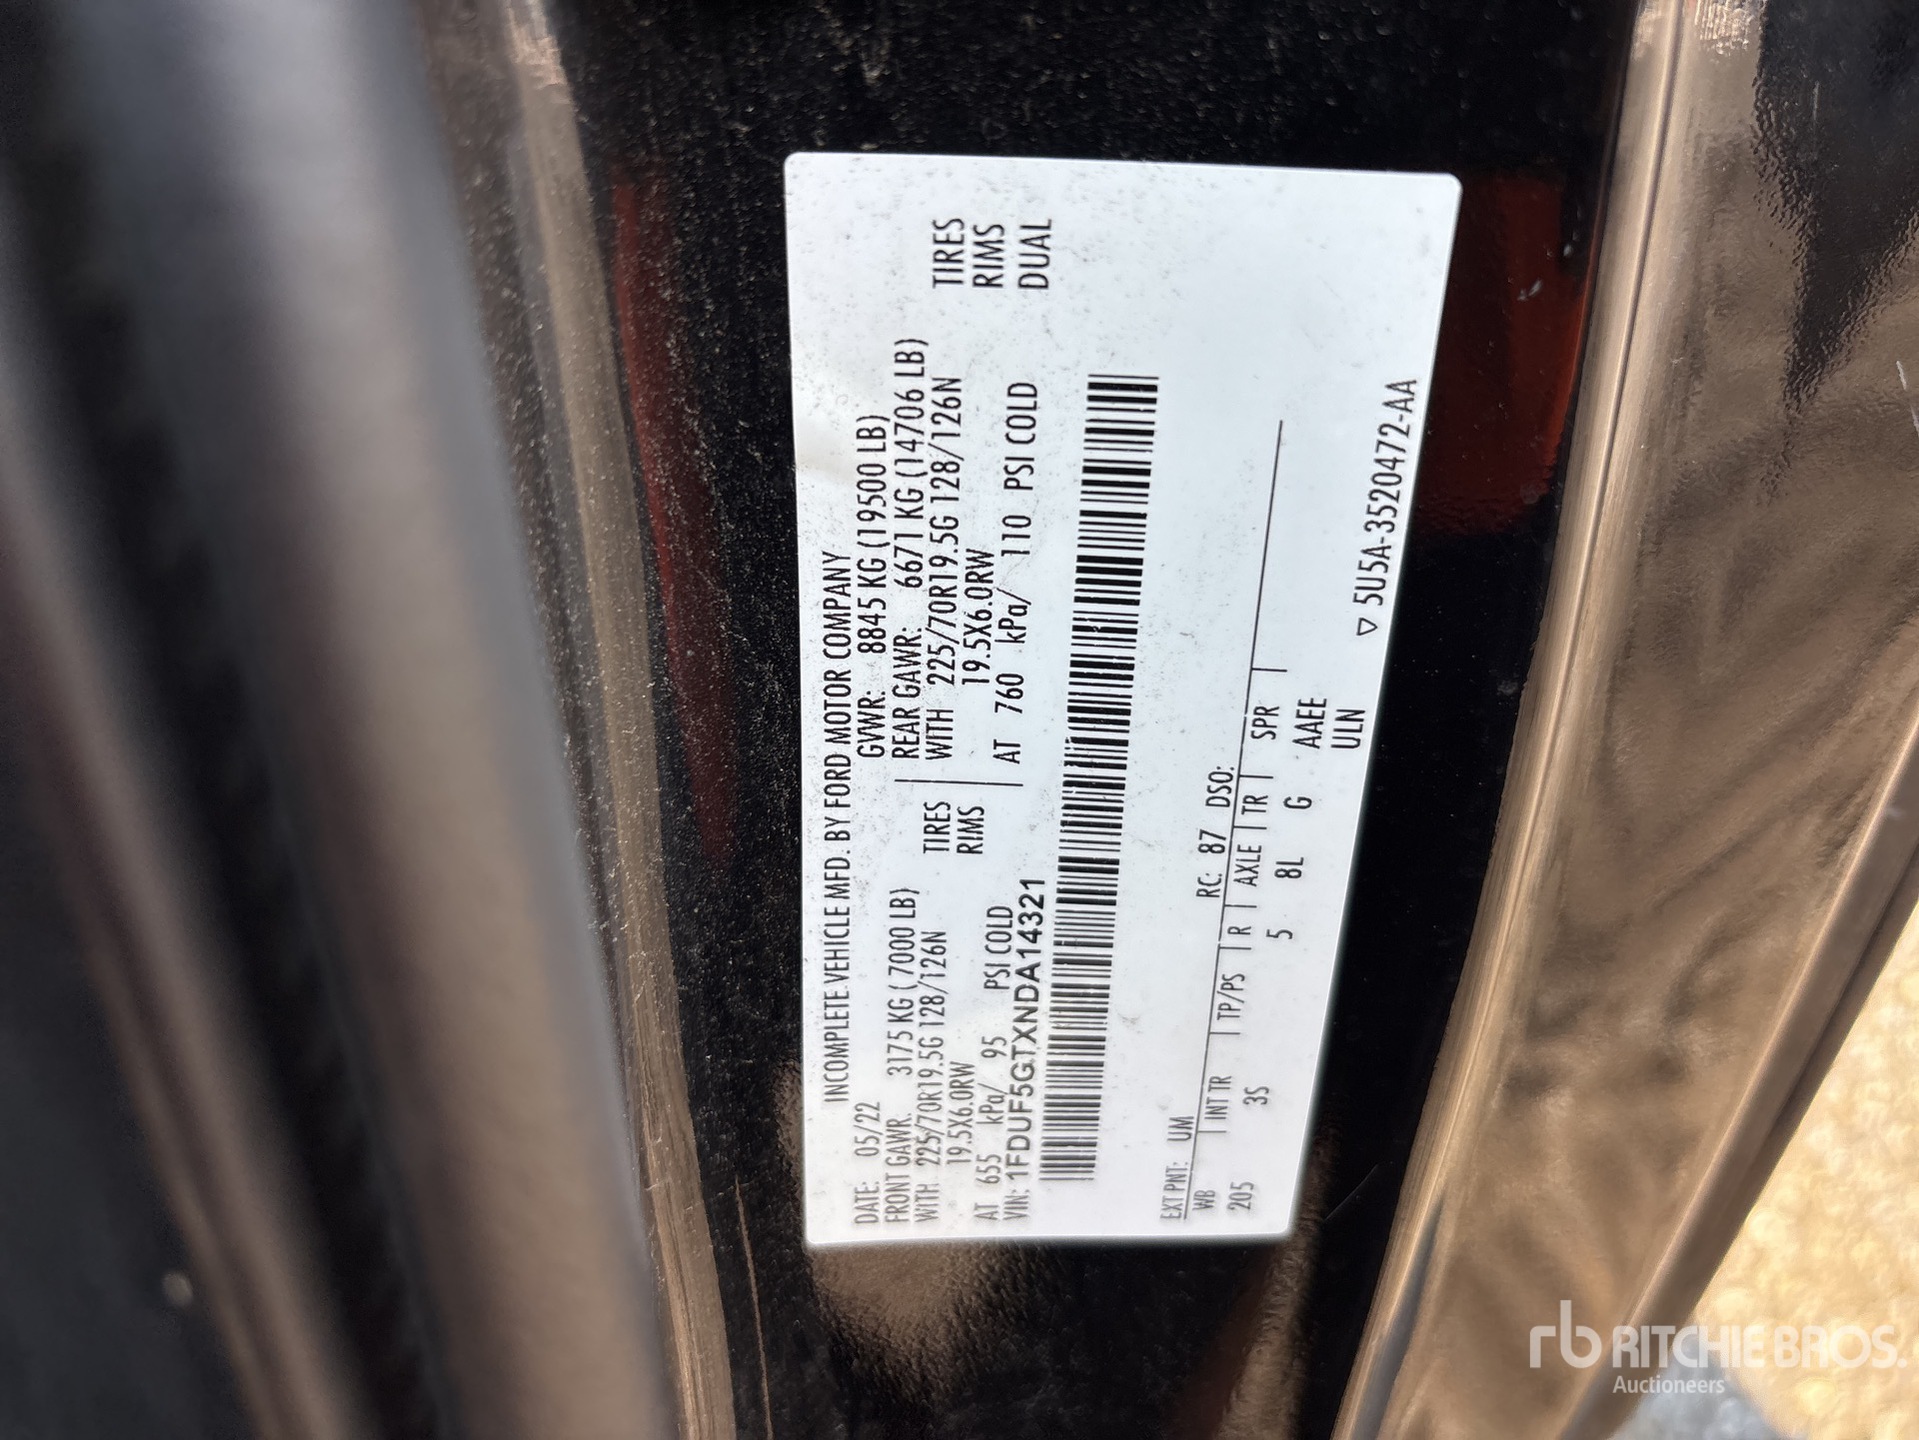 INCOMPLETE VEHICLE MFD. BY FORD MOTOR COMPANY
DATE: 05/22 GVWR: 8845 KG (19500 LB)
FRONT GAWR: 3175 KG (7000 LB) REAR GAWR: 6671 KG (14706 LB)
WITH 225/70R19.5G 128/126N TIRES WITH 225/70R19.5G 128/126N TIRES
19.5X6.0RW RIMS 19.5X6.0RW RIMS
AT 655 kPa/ 95 PSI COLD AT 760 kPa/ 110 PSI COLD DUAL
VIN: 1FDUF5GTXNDA14321
EXT PNT: UM RC: 87 DSO:
WB | INT TR | TP/PS | R | AXLE | TR | SPR |
205 3S 5 8L G AAEE
ULN
▽ 5U5A-3520472-AA
rb RITCHIE BROS.
Auctioneers